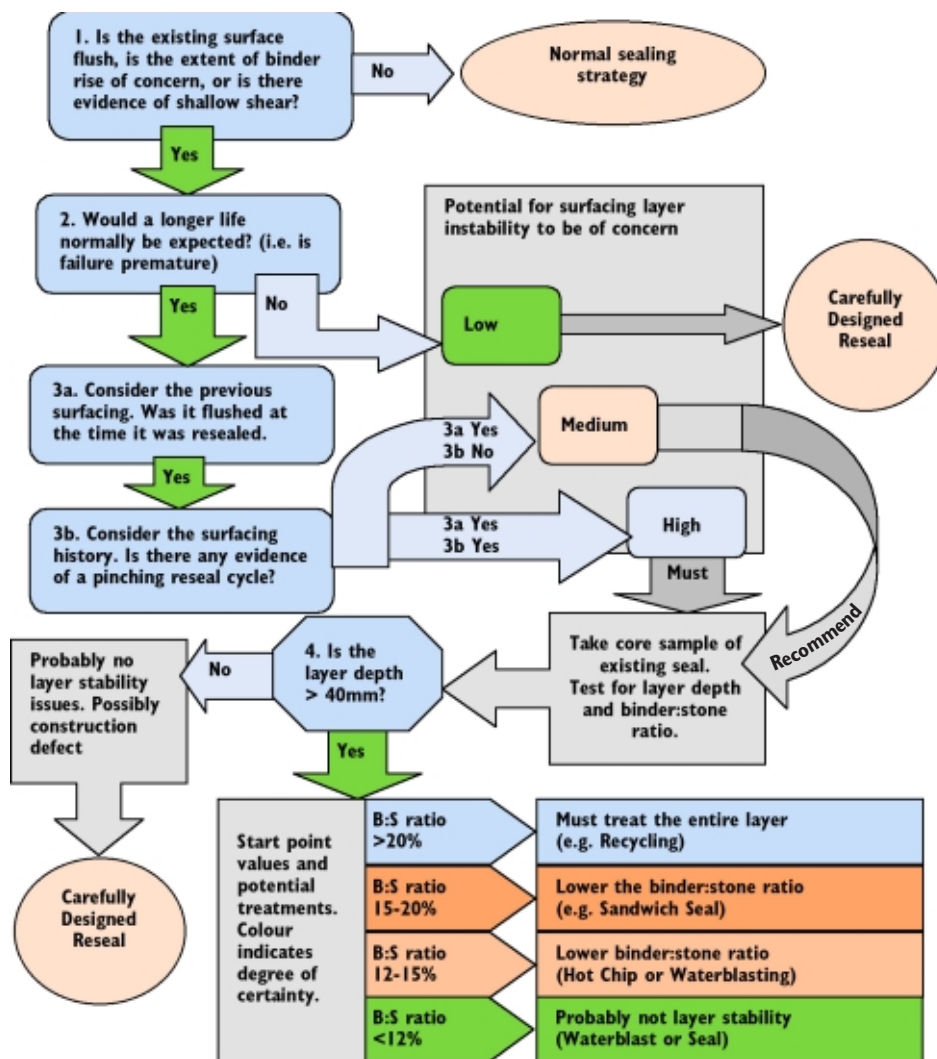 1. Is the existing surface
flush, is the extent of binder
rise of concern, or is there
evidence of shallow shear?
No
Normal sealing
strategy
Yes
2. Would a longer life
normally be expected? (i.e. is
failure premature)
Potential for surfacing layer
instability to be of concern
Yes
No
Low
Carefully
Designed
Reseal
3a. Consider the previous
surfacing. Was it flushed at
the time it was resealed.
3a Yes
3b No
Medium
Yes
3b. Consider the surfacing
history. Is there any evidence
of a pinching reseal cycle?
3a Yes
3b Yes
High
Must
Recommend
Take core sample of
existing seal.
Test for layer depth
and binder:stone
ratio.
4. Is the
layer depth
> 40mm?
No
Probably no
layer stability
issues. Possibly
construction
defect
Yes
Carefully
Designed
Reseal
Start point
values and
potential
treatments.
Colour
indicates
degree of
certainty.
B:S ratio
>20%
Must treat the entire layer
(e.g. Recycling)
B:S ratio
15-20%
Lower the binder:stone ratio
(e.g. Sandwich Seal)
B:S ratio
12-15%
Lower binder:stone ratio
(Hot Chip or Waterblasting)
B:S ratio
<12%
Probably not layer stability
(Waterblast or Seal)